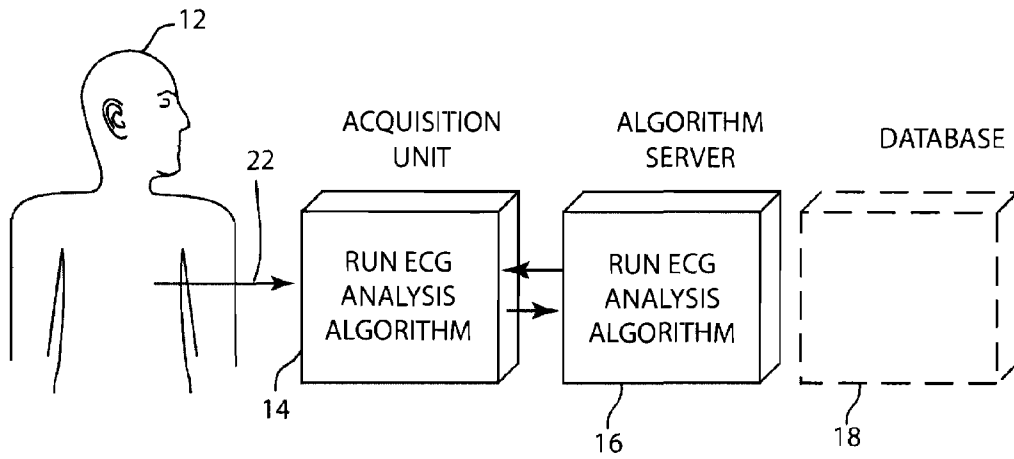 12
22
ACQUISITION
UNIT
ALGORITHM
SERVER
DATABASE
RUN ECG
ANALYSIS
ALGORITHM
RUN ECG
ANALYSIS
ALGORITHM
14
16
18